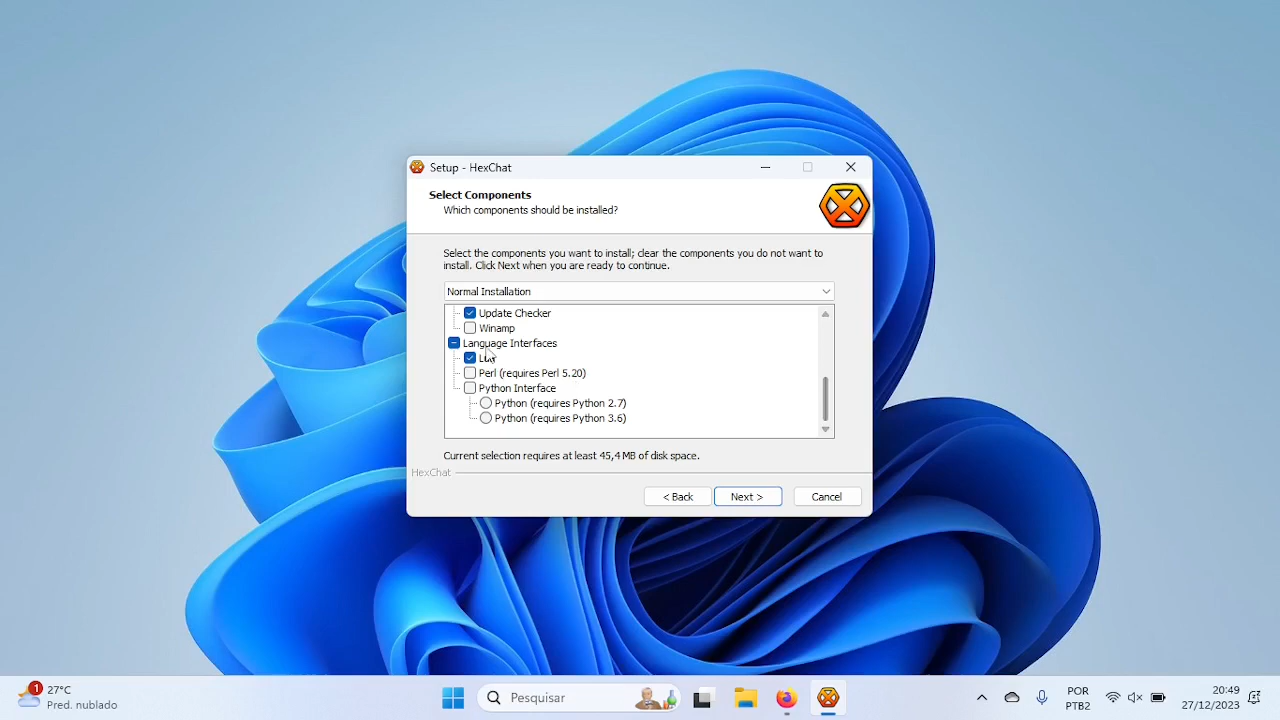 Setup - HexChat
Select Components
Which components should be installed?
Select the components you want to install; clear the components you do not want to
install. Click Next when you are ready to continue.
Normal Installation
Update Checker
Winamp
Language Interfaces
Perl (requires Perl 5.20)
Python Interface
Python (requires Python 2.7)
Python (requires Python 3.6)
Current selection requires at least 45,4 MB of disk space.
HexChat
< Back
Next >
Cancel
1
27°C
Pred. nublado
Pesquisar
POR
PTB2
20:49
27/12/2023